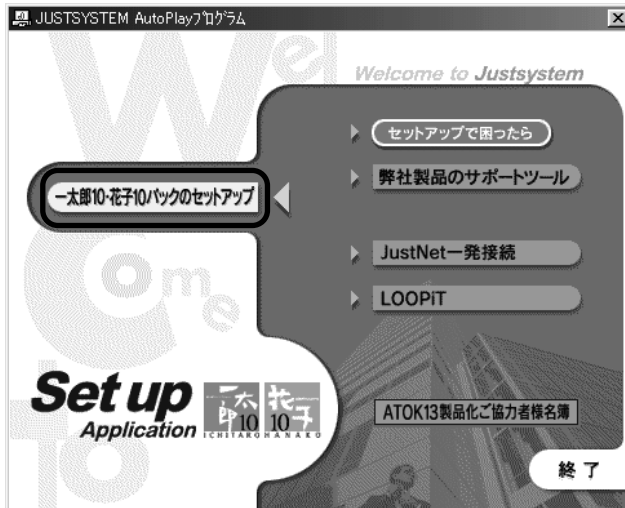 JUSTSYSTEM AutoPlayプログラム
Welcome to Justsystem
セットアップで困ったら
弊社製品のサポートツール
一太郎10・花子10パックのセットアップ
JustNet一発接続
LOOPiT
Set up
Application
一太郎10
花子10
ICHITARO HANAKO
ATOK13製品化ご協力者様名簿
終了
WelCome to